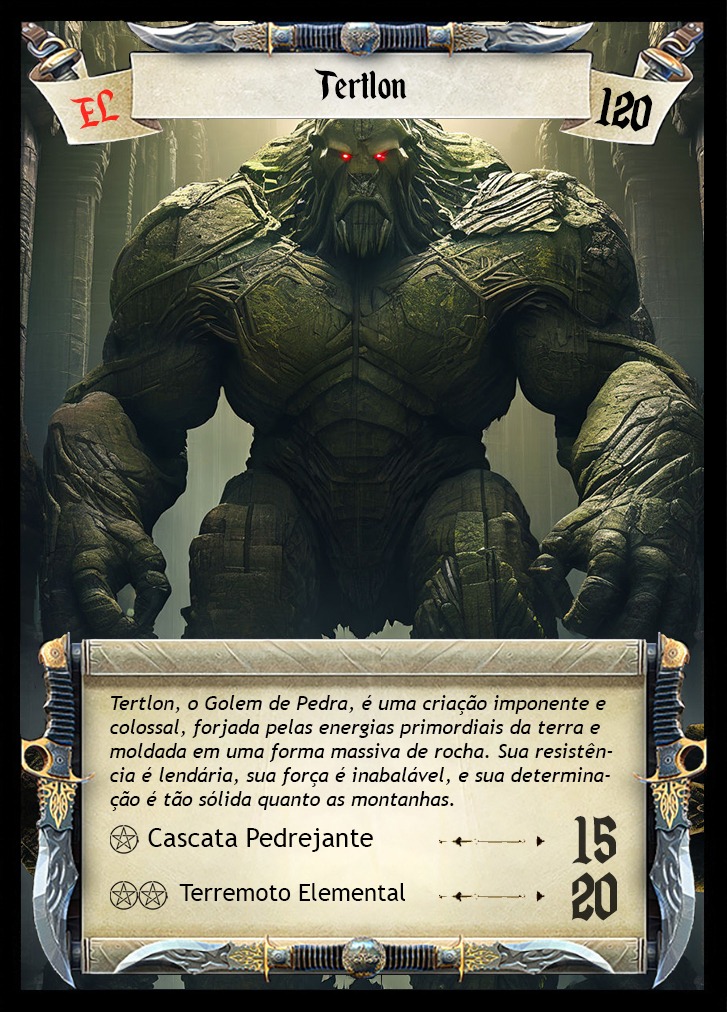 Tertlon
EL
120
Tertlon, o Golem de Pedra, é uma criação imponente e
colossal, forjada pelas energias primordiais da terra e
moldada em uma forma massiva de rocha. Sua resistên-
cia é lendária, sua força é inabalável, e sua determina-
ção é tão sólida quanto as montanhas.
Cascata Pedrejante 15
Terremoto Elemental 20